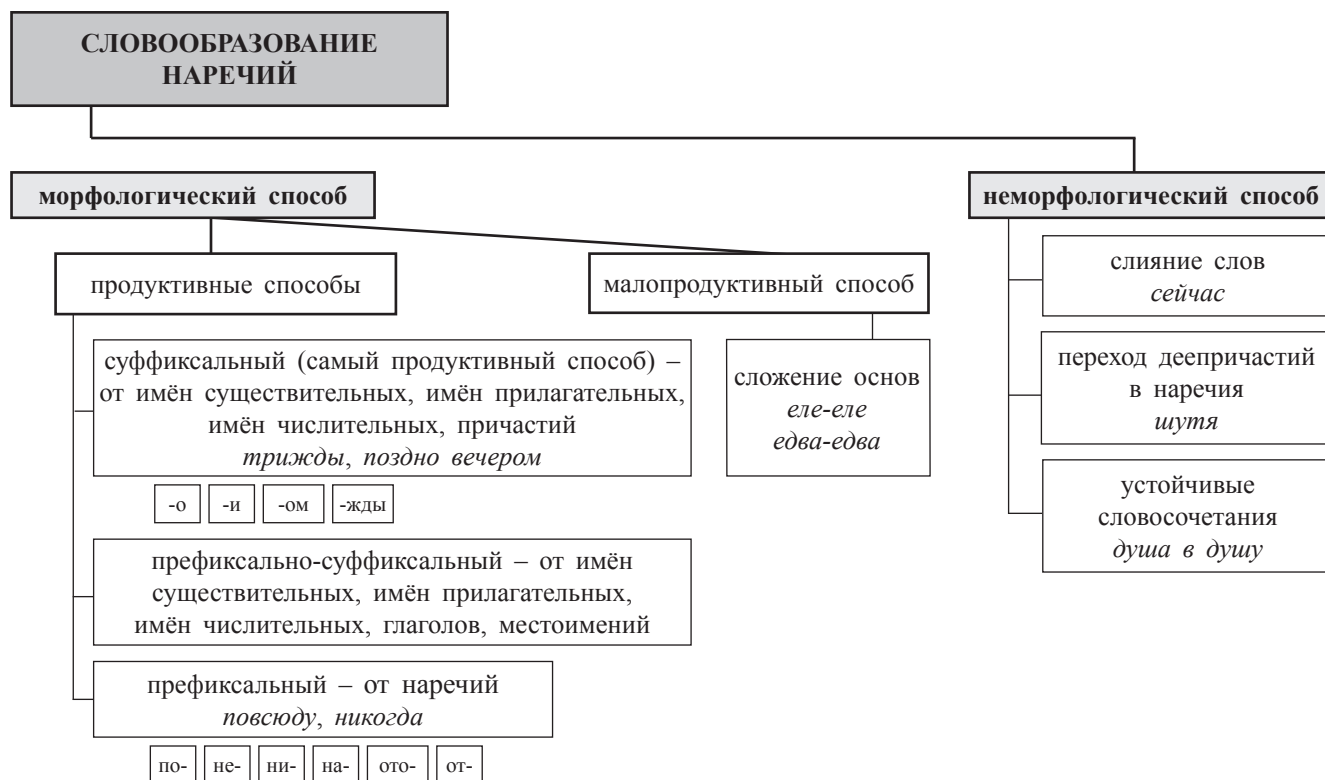 СЛОВООБРАЗОВАНИЕ
НАРЕЧИЙ
морфологический способ
неморфологический способ
продуктивные способы
малопродуктивный способ
суффиксальный (самый продуктивный способ) –
от имён существительных, имён прилагательных,
имён числительных, причастий
трижды, поздно вечером
-о
-и
-ом
-жды
префиксально-суффиксальный – от имён
существительных, имён прилагательных,
имён числительных, глаголов, местоимений
префиксальный – от наречий
повсюду, никогда
по-
не-
ни-
на-
ото-
от-
сложение основ
еле-еле
едва-едва
слияние слов
сейчас
переход деепричастий
в наречия
шутя
устойчивые
словосочетания
душа в душу